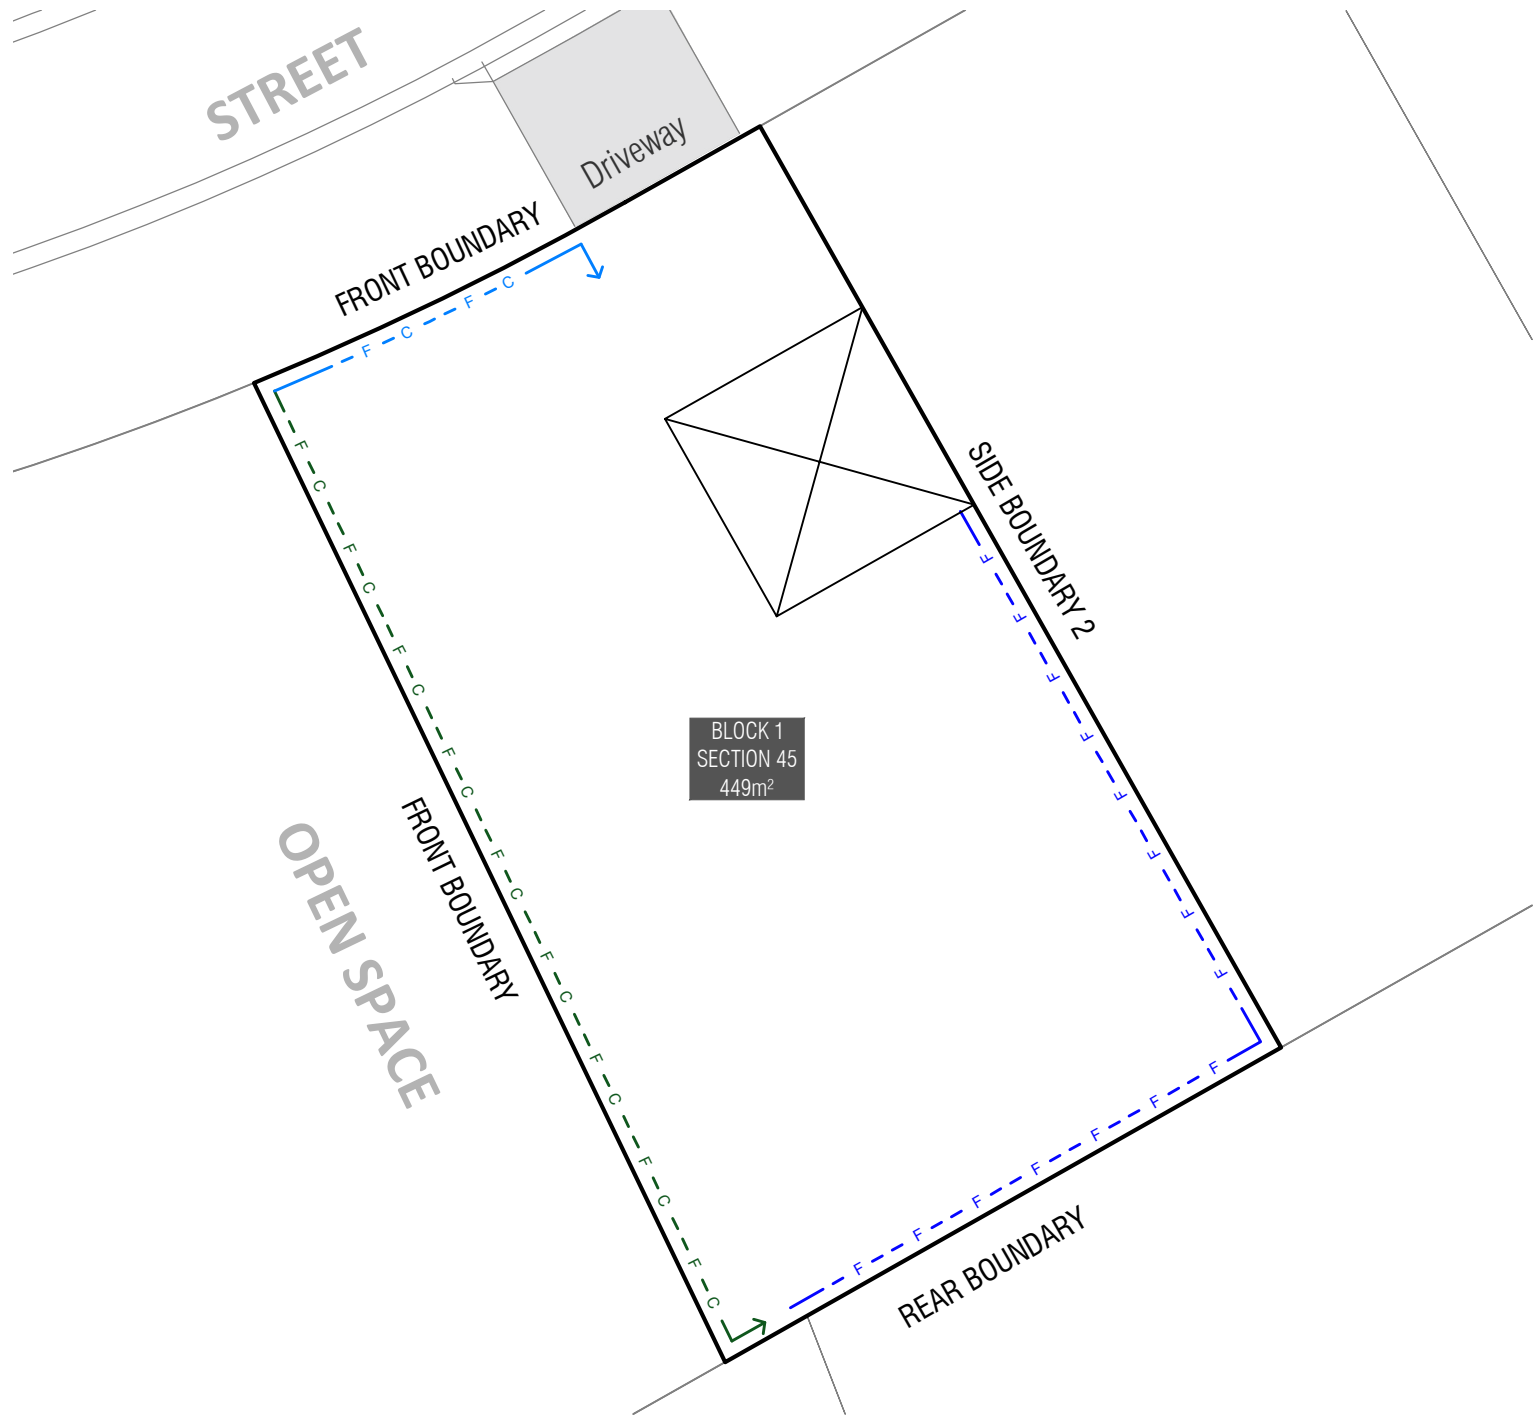 STREET
Driveway
FRONT BOUNDARY
F C F C
F C F C F C F C F C F C F C F C F C
SIDE BOUNDARY 2
F F F F F F F F
BLOCK 1
SECTION 45
449m²
FRONT BOUNDARY
OPEN SPACE
F F F F F F F
REAR BOUNDARY